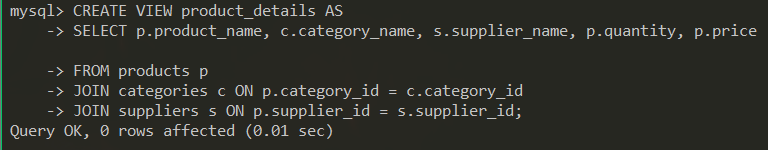 mysql> CREATE VIEW product_details AS
    -> SELECT p.product_name, c.category_name, s.supplier_name, p.quantity, p.price
    -> FROM products p
    -> JOIN categories c ON p.category_id = c.category_id
    -> JOIN suppliers s ON p.supplier_id = s.supplier_id;
Query OK, 0 rows affected (0.01 sec)